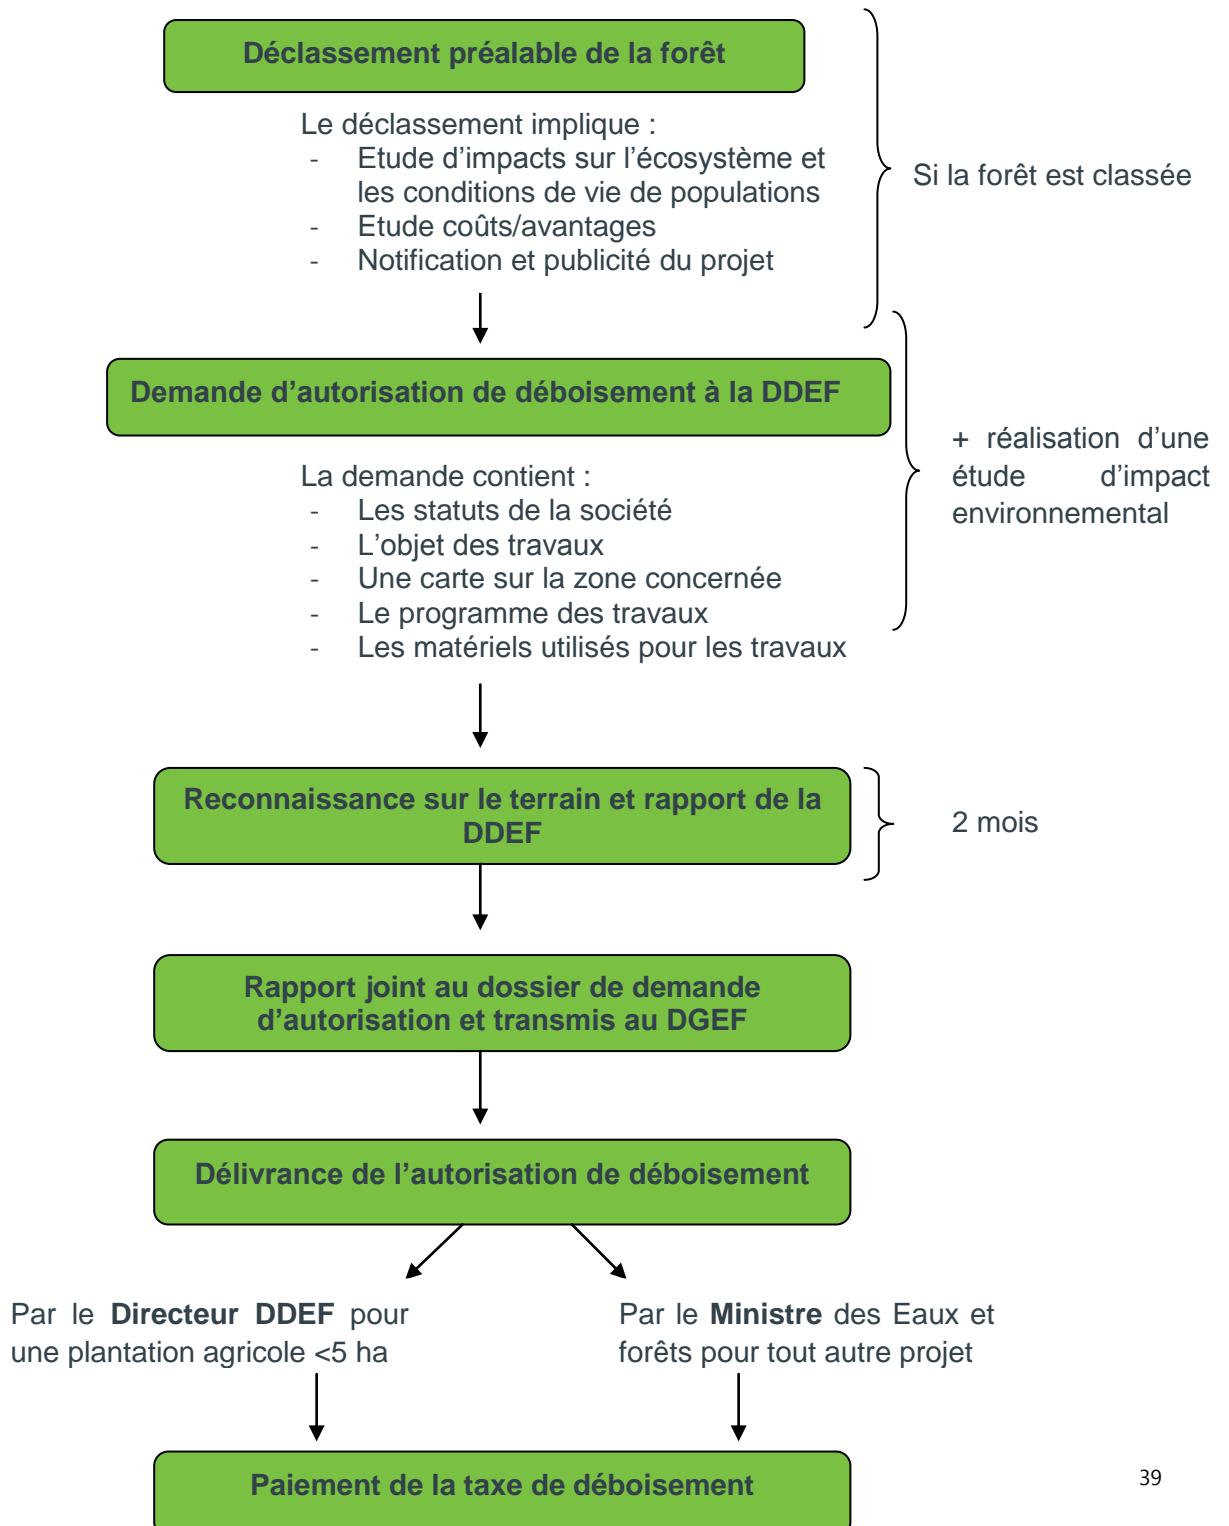 Déclassement préalable de la forêt
Le déclassement implique :
- Etude d'impacts sur l'écosystème et
les conditions de vie de populations
- Etude coûts/avantages
- Notification et publicité du projet
Si la forêt est classée
Demande d'autorisation de déboisement à la DDEF
La demande contient :
- Les statuts de la société
- L'objet des travaux
- Une carte sur la zone concernée
- Le programme des travaux
- Les matériels utilisés pour les travaux
+ réalisation d'une
étude d'impact
environnemental
Reconnaissance sur le terrain et rapport de la
DDEF
2 mois
Rapport joint au dossier de demande
d'autorisation et transmis au DGEF
Délivrance de l'autorisation de déboisement
Par le Directeur DDEF pour
une plantation agricole <5 ha
Par le Ministre des Eaux et
forêts pour tout autre projet
Paiement de la taxe de déboisement
39